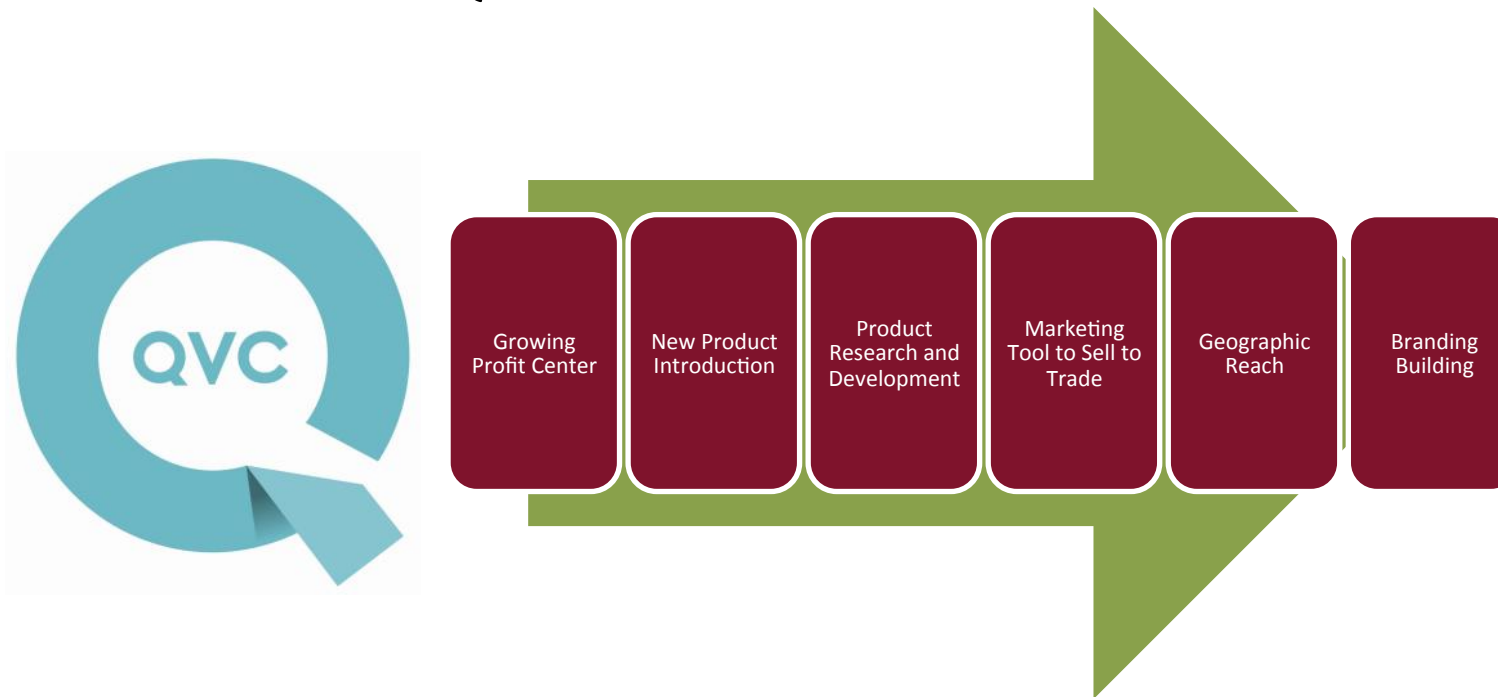 QVC
Growing
Profit Center
New Product
Introduction
Product
Research and
Development
Marketing
Tool to Sell to
Trade
Geographic
Reach
Branding
Building